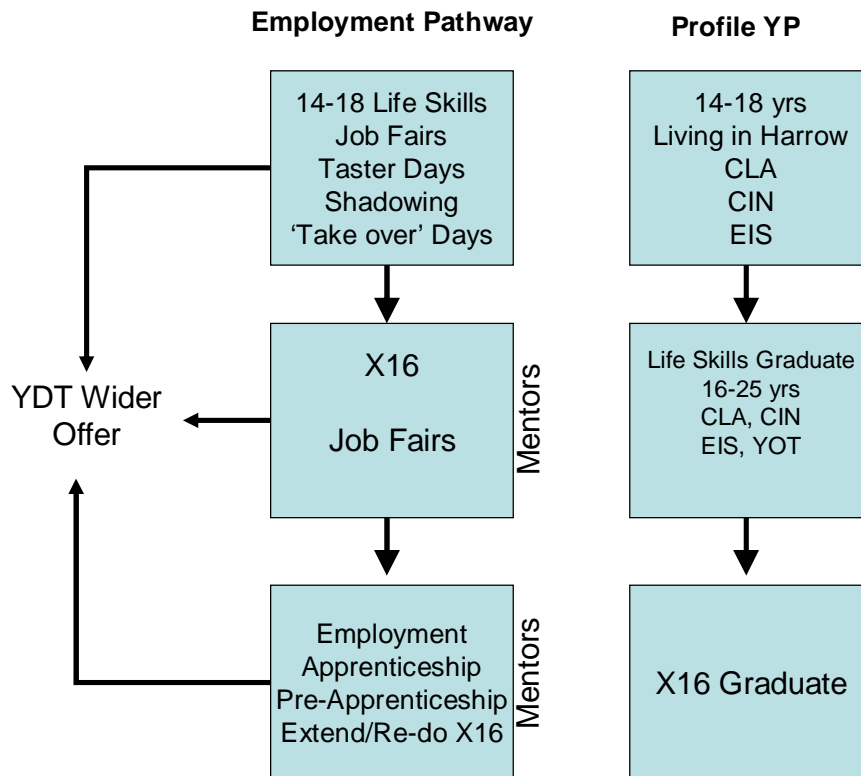 Employment Pathway
Profile YP
14-18 Life Skills
Job Fairs
Taster Days
Shadowing
‘Take over’ Days
14-18 yrs
Living in Harrow
CLA
CIN
EIS
YDT Wider
Offer
X16
Job Fairs
Mentors
Life Skills Graduate
16-25 yrs
CLA, CIN
EIS, YOT
Employment
Apprenticeship
Pre-Apprenticeship
Extend/Re-do X16
Mentors
X16 Graduate